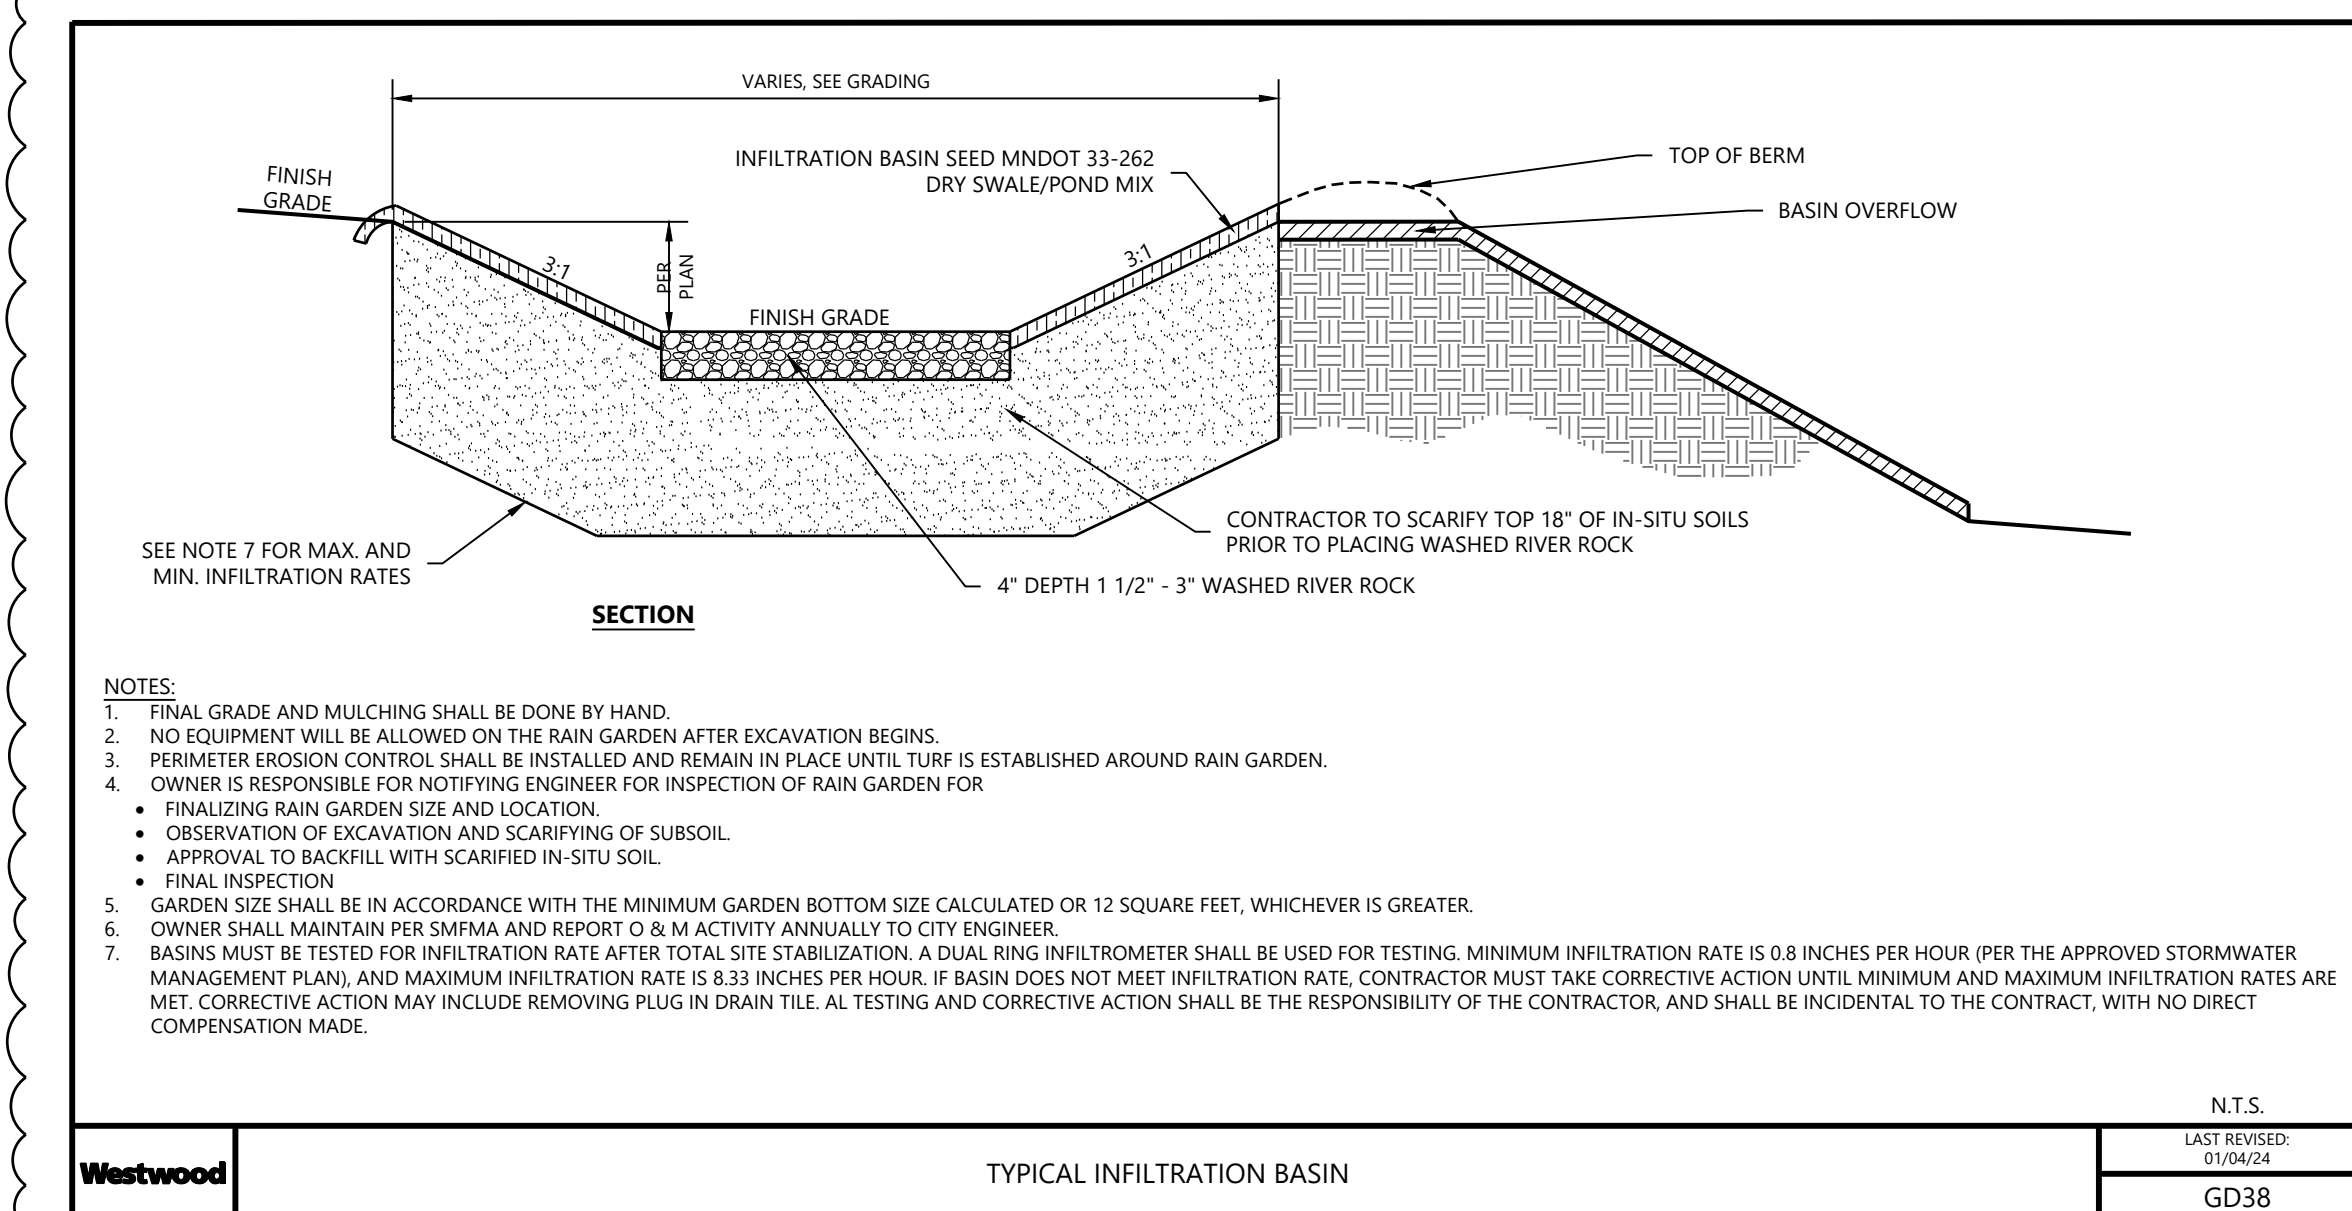 VARIES, SEE GRADING
INFILTRATION BASIN SEED MNDOT 33-262
DRY SWALE/POND MIX
TOP OF BERM
FINISH
GRADE
BASIN OVERFLOW
3:1
PER
PLAN
3:1
FINISH GRADE
CONTRACTOR TO SCARIFY TOP 18" OF IN-SITU SOILS
PRIOR TO PLACING WASHED RIVER ROCK
SEE NOTE 7 FOR MAX. AND
MIN. INFILTRATION RATES
4" DEPTH 1 1/2" - 3" WASHED RIVER ROCK
SECTION
NOTES:
1. FINAL GRADE AND MULCHING SHALL BE DONE BY HAND.
2. NO EQUIPMENT WILL BE ALLOWED ON THE RAIN GARDEN AFTER EXCAVATION BEGINS.
3. PERIMETER EROSION CONTROL SHALL BE INSTALLED AND REMAIN IN PLACE UNTIL TURF IS ESTABLISHED AROUND RAIN GARDEN.
4. OWNER IS RESPONSIBLE FOR NOTIFYING ENGINEER FOR INSPECTION OF RAIN GARDEN FOR
• FINALIZING RAIN GARDEN SIZE AND LOCATION.
• OBSERVATION OF EXCAVATION AND SCARIFYING OF SUBSOIL.
• APPROVAL TO BACKFILL WITH SCARIFIED IN-SITU SOIL.
• FINAL INSPECTION
5. GARDEN SIZE SHALL BE IN ACCORDANCE WITH THE MINIMUM GARDEN BOTTOM SIZE CALCULATED OR 12 SQUARE FEET, WHICHEVER IS GREATER.
6. OWNER SHALL MAINTAIN PER SMFMA AND REPORT O & M ACTIVITY ANNUALLY TO CITY ENGINEER.
7. BASINS MUST BE TESTED FOR INFILTRATION RATE AFTER TOTAL SITE STABILIZATION. A DUAL RING INFILTROMETER SHALL BE USED FOR TESTING. MINIMUM INFILTRATION RATE IS 0.8 INCHES PER HOUR (PER THE APPROVED STORMWATER
MANAGEMENT PLAN), AND MAXIMUM INFILTRATION RATE IS 8.33 INCHES PER HOUR. IF BASIN DOES NOT MEET INFILTRATION RATE, CONTRACTOR MUST TAKE CORRECTIVE ACTION UNTIL MINIMUM AND MAXIMUM INFILTRATION RATES ARE
MET. CORRECTIVE ACTION MAY INCLUDE REMOVING PLUG IN DRAIN TILE. AL TESTING AND CORRECTIVE ACTION SHALL BE THE RESPONSIBILITY OF THE CONTRACTOR, AND SHALL BE INCIDENTAL TO THE CONTRACT, WITH NO DIRECT
COMPENSATION MADE.
N.T.S.
Westwood
TYPICAL INFILTRATION BASIN
LAST REVISED:
01/04/24
GD38